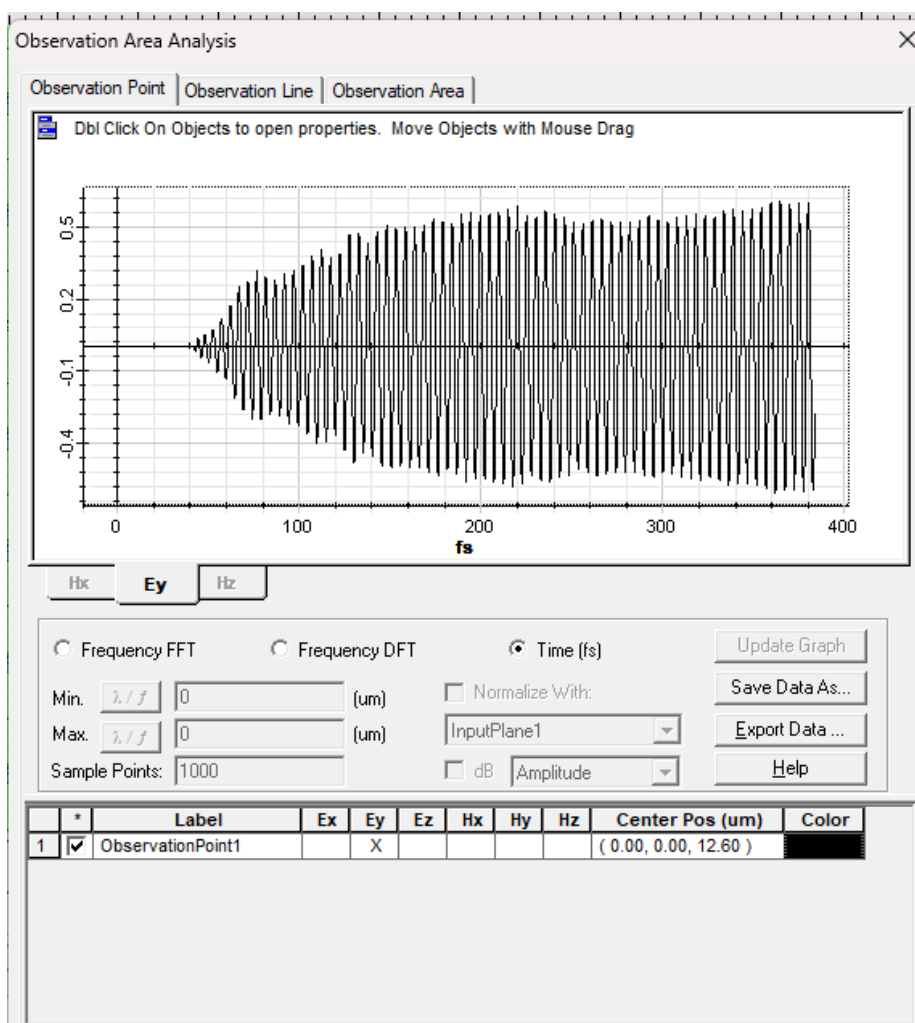 Observation Area Analysis
Observation Point Observation Line Observation Area
Dbl Click On Objects to open properties. Move Objects with Mouse Drag
0.5
0.2
-0.1
-0.4
0 100 200 300 400
fs
Hx Ey Hz
Frequency FFT Frequency DFT Time (fs) Update Graph
Min. λ / f 0 (um) Normalize With: Save Data As...
Max. λ / f 0 (um) InputPlane1 Export Data ...
Sample Points: 1000 dB Amplitude Help
* Label Ex Ey Ez Hx Hy Hz Center Pos (um) Color
1 ObservationPoint1 X ( 0.00, 0.00, 12.60 )